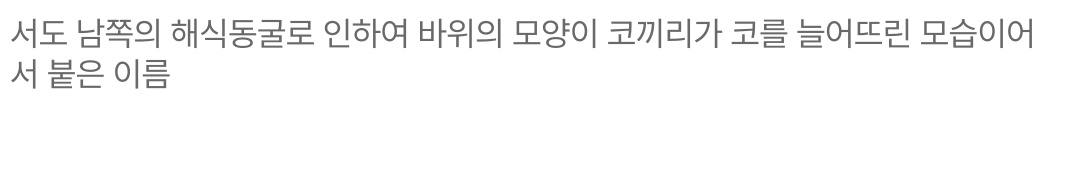 서도 남쪽의 해식동굴로 인하여 바위의 모양이 코끼리가 코를 늘어뜨린 모습이어
서 붙은 이름